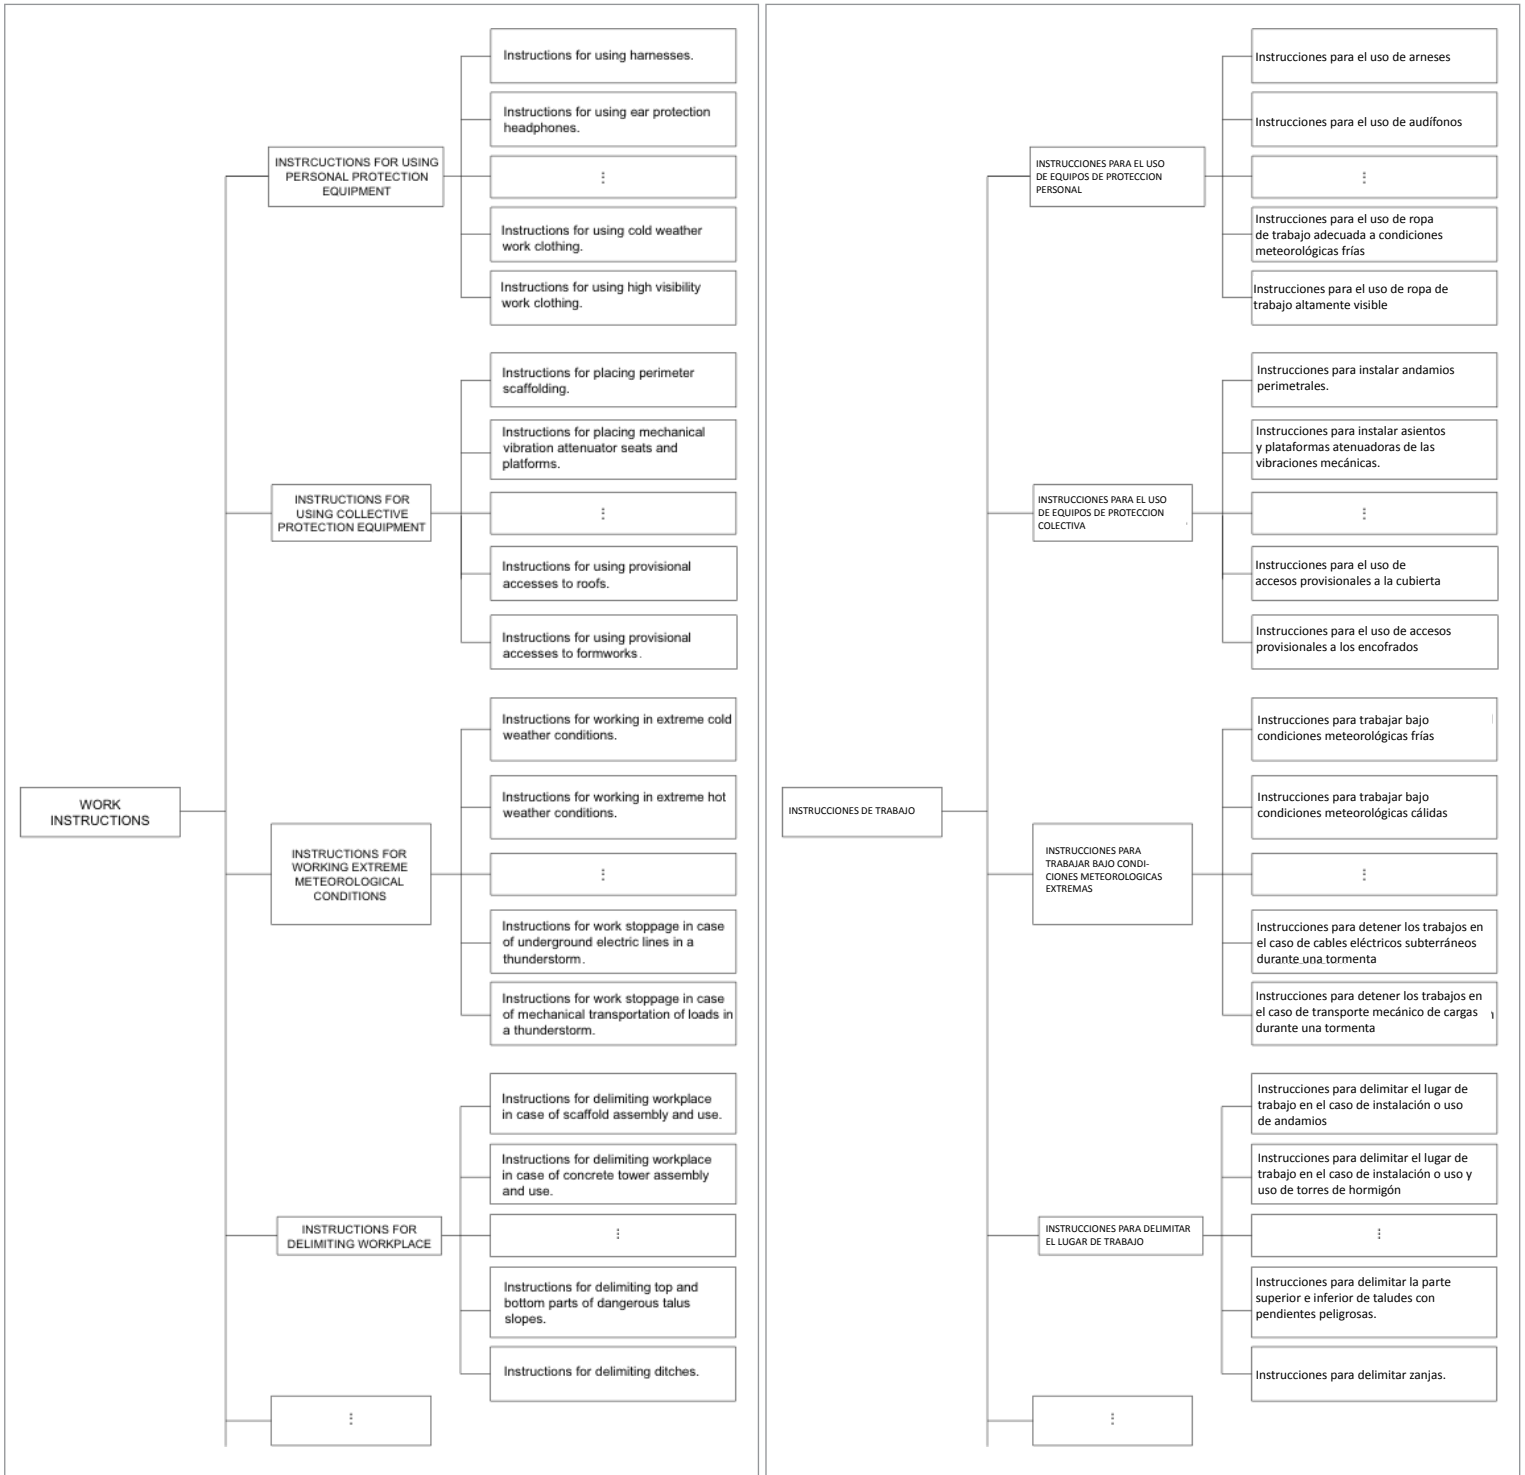 Instructions for using harnesses.
Instructions for using ear protection
headphones.
INSTRCUCTIONS FOR USING
PERSONAL PROTECTION
EQUIPMENT
⋮
Instructions for using cold weather
work clothing.
Instructions for using high visibility
work clothing.
Instructions for placing perimeter
scaffolding.
Instructions for placing mechanical
vibration attenuator seats and
platforms.
INSTRUCTIONS FOR
USING COLLECTIVE
PROTECTION EQUIPMENT
⋮
Instructions for using provisional
accesses to roofs.
Instructions for using provisional
accesses to formworks.
Instructions for working in extreme cold
weather conditions.
Instructions for working in extreme hot
weather conditions.
WORK
INSTRUCTIONS
INSTRUCTIONS FOR
WORKING EXTREME
METEOROLOGICAL
CONDITIONS
⋮
Instructions for work stoppage in case
of underground electric lines in a
thunderstorm.
Instructions for work stoppage in case
of mechanical transportation of loads in
a thunderstorm.
Instructions for delimiting workplace
in case of scaffold assembly and use.
Instructions for delimiting workplace
in case of concrete tower assembly
and use.
INSTRUCTIONS FOR
DELIMITING WORKPLACE
⋮
Instructions for delimiting top and
bottom parts of dangerous talus
slopes.
Instructions for delimiting ditches.
⋮
Instrucciones para el uso de arneses
Instrucciones para el uso de audífonos
INSTRUCCIONES PARA EL USO
DE EQUIPOS DE PROTECCION
PERSONAL
⋮
Instrucciones para el uso de ropa
de trabajo adecuada a condiciones
meteorológicas frías
Instrucciones para el uso de ropa de
trabajo altamente visible
Instrucciones para instalar andamios
perimetrales.
Instrucciones para instalar asientos
y plataformas atenuadoras de las
vibraciones mecánicas.
INSTRUCCIONES PARA EL USO
DE EQUIPOS DE PROTECCION
COLECTIVA
⋮
Instrucciones para el uso de
accesos provisionales a la cubierta
Instrucciones para el uso de accesos
provisionales a los encofrados
Instrucciones para trabajar bajo
condiciones meteorológicas frías
Instrucciones para trabajar bajo
condiciones meteorológicas cálidas
INSTRUCCIONES DE TRABAJO
INSTRUCCIONES PARA
TRABAJAR BAJO CONDI-
CIONES METEOROLOGICAS
EXTREMAS
⋮
Instrucciones para detener los trabajos en
el caso de cables eléctricos subterráneos
durante una tormenta
Instrucciones para detener los trabajos en
el caso de transporte mecánico de cargas
durante una tormenta
Instrucciones para delimitar el lugar de
trabajo en el caso de instalación o uso
de andamios
Instrucciones para delimitar el lugar de
trabajo en el caso de instalación o uso y
uso de torres de hormigón
INSTRUCCIONES PARA DELIMITAR
EL LUGAR DE TRABAJO
⋮
Instrucciones para delimitar la parte
superior e inferior de taludes con
pendientes peligrosas.
Instrucciones para delimitar zanjas.
⋮